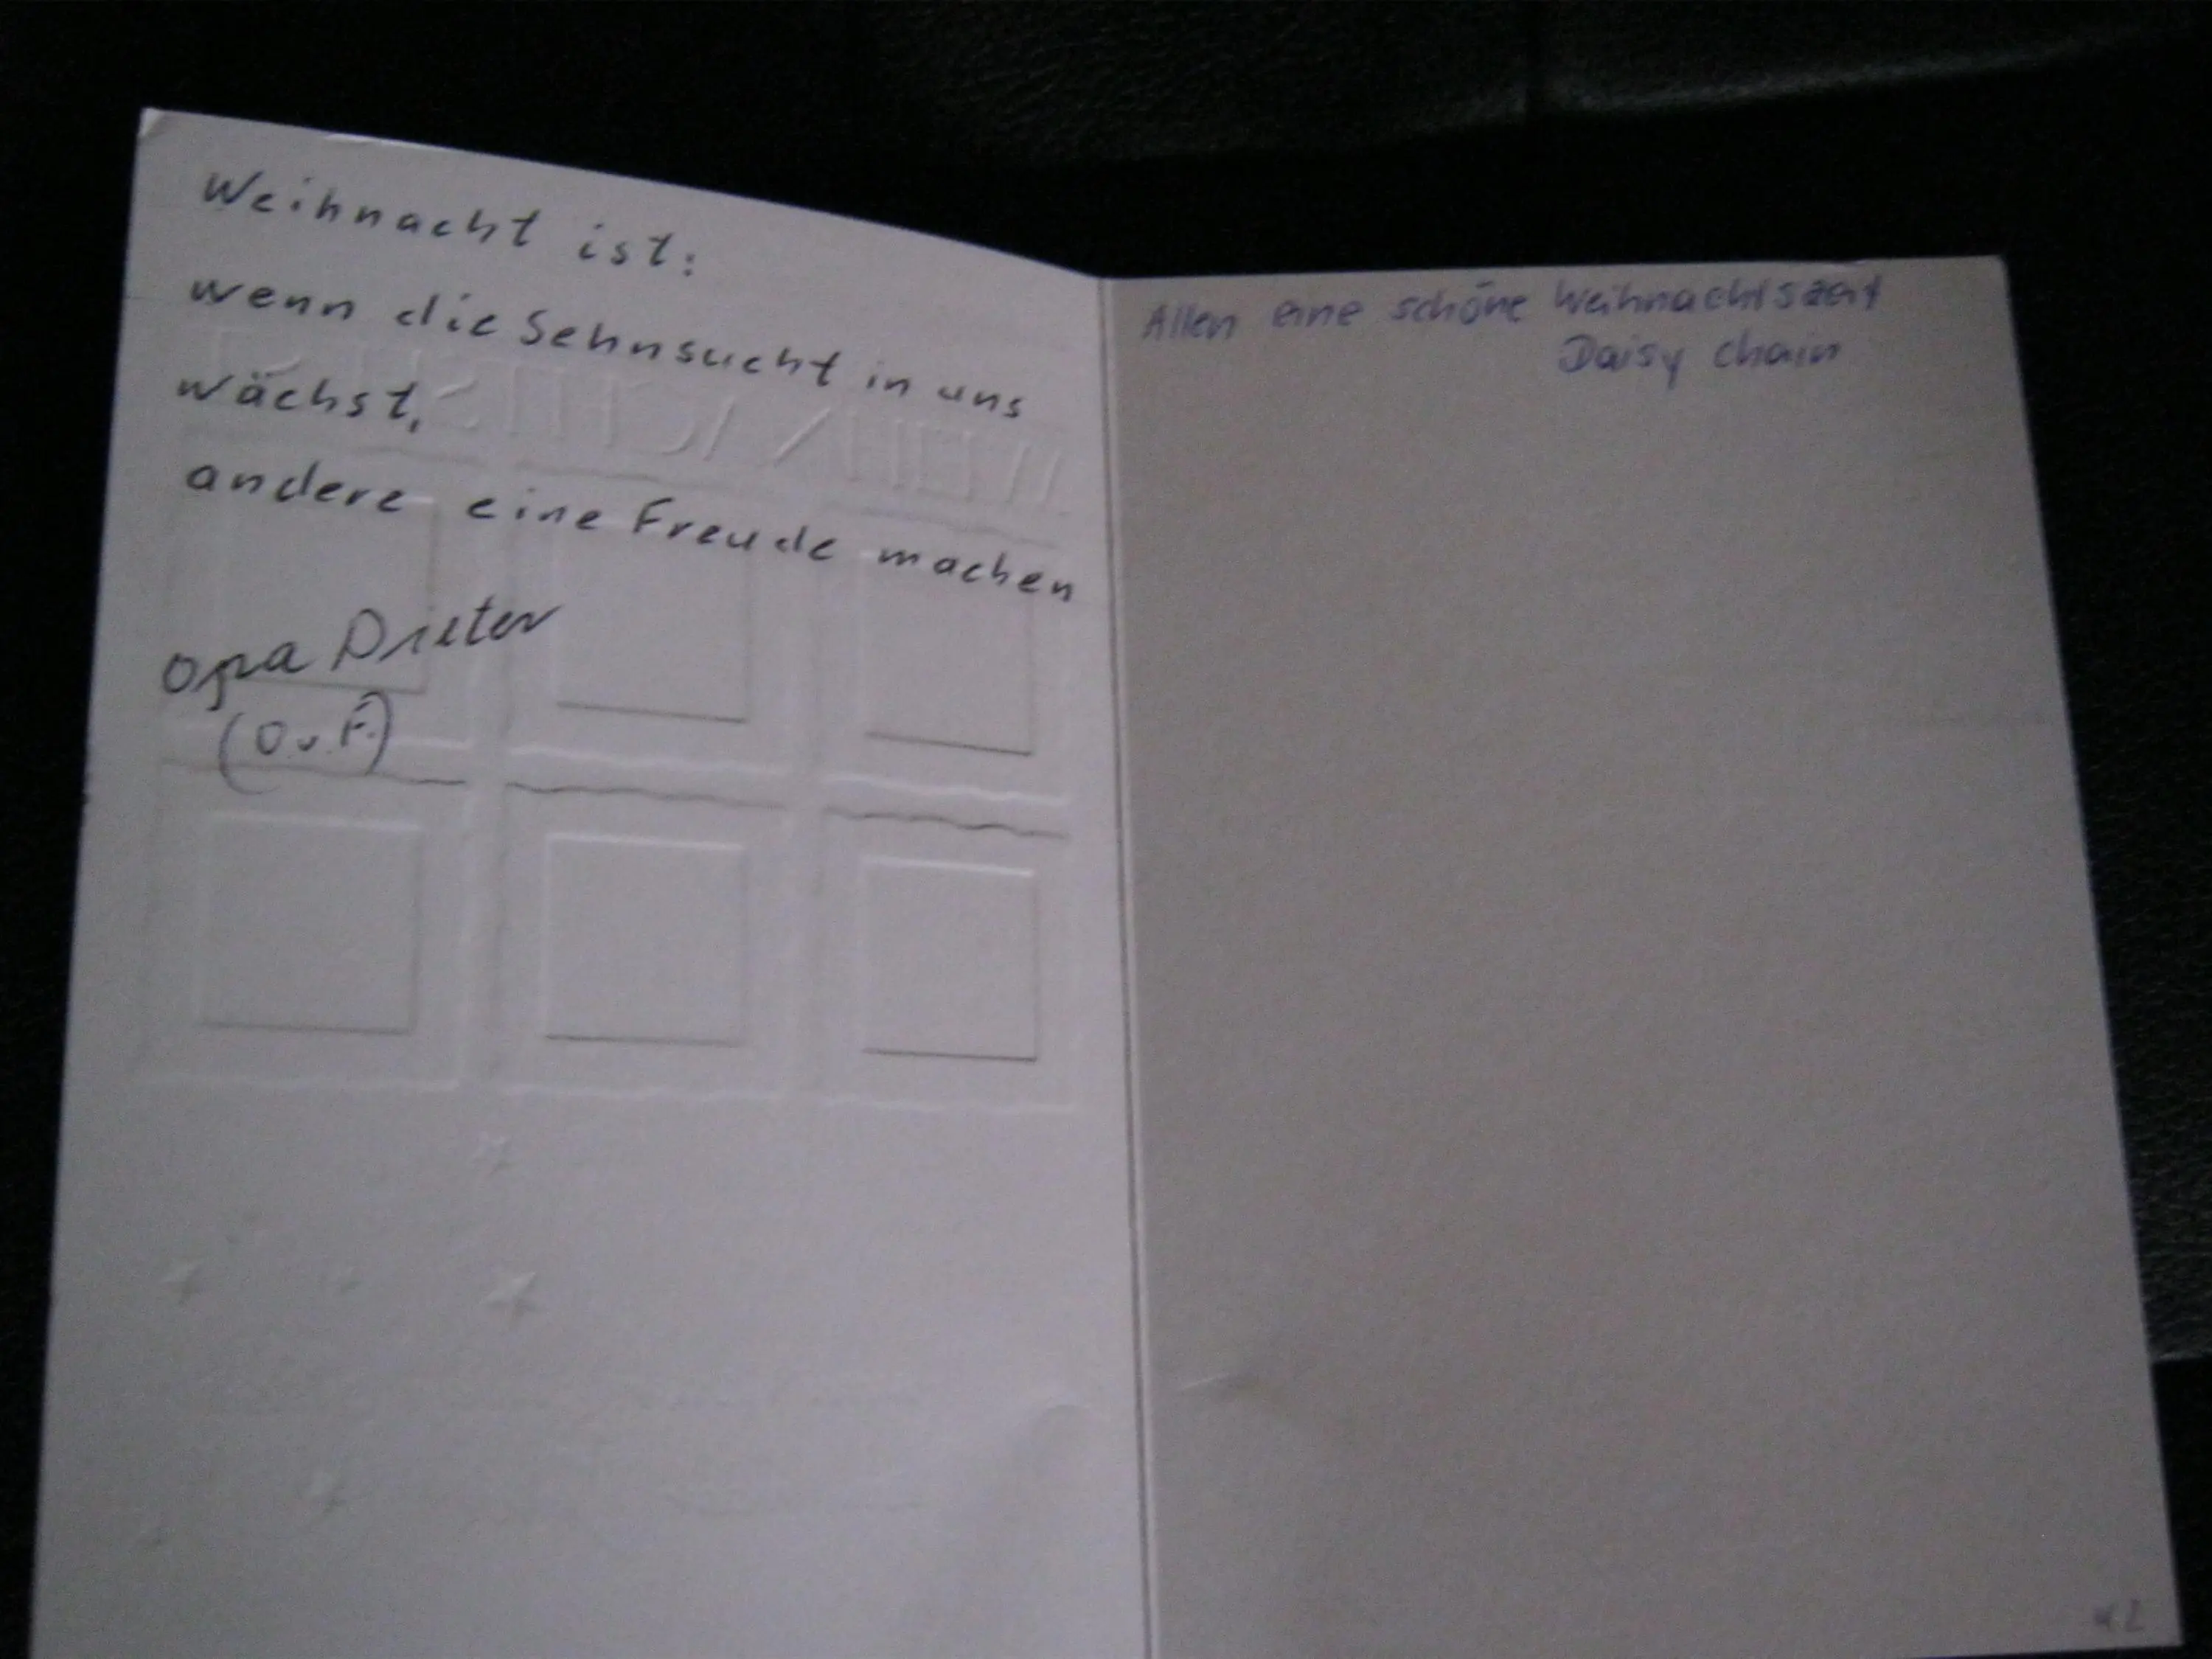 Weihnacht ist:
wenn die Sehnsucht in uns
wächst,
andere eine Freude machen
Opa Dieter
(O.v.F.)
Allen eine schöne Weihnachtszeit
Daisy Chain